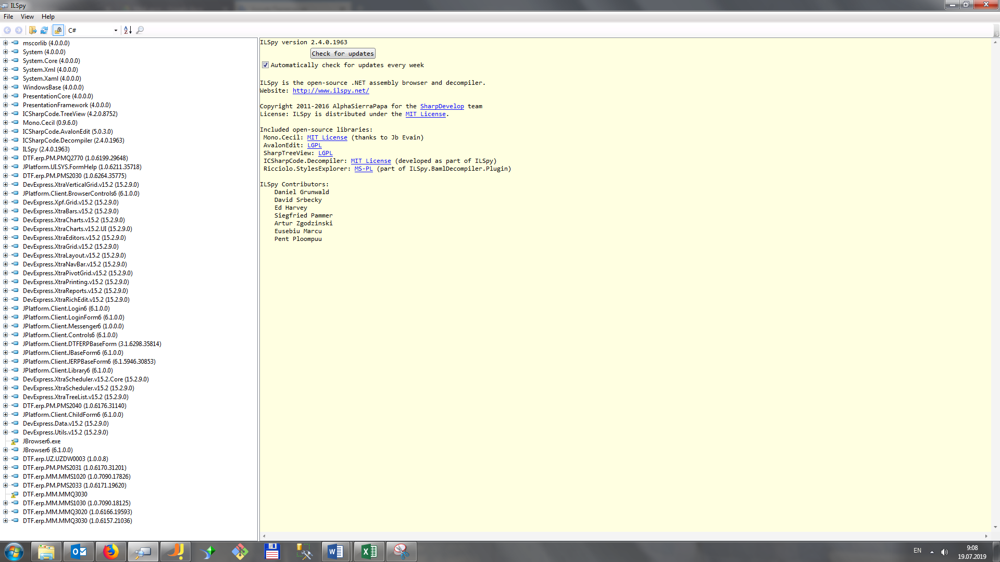 ILSpy
File View Help
C#
mscorlib (4.0.0.0)
System (4.0.0.0)
System.Core (4.0.0.0)
System.Xml (4.0.0.0)
System.Xaml (4.0.0.0)
WindowsBase (4.0.0.0)
PresentationCore (4.0.0.0)
PresentationFramework (4.0.0.0)
ICSharpCode.TreeView (4.2.0.8752)
Mono.Cecil (0.9.6.0)
ICSharpCode.AvalonEdit (5.0.3.0)
ICSharpCode.Decompiler (2.4.0.1963)
ILSpy (2.4.0.1963)
DTF.erp.PM.PMQ2770 (1.0.6199.29648)
JPlatform.UI.SYS.FormHelp (1.0.6211.35718)
DTF.erp.PM.PMS2030 (1.0.6264.35775)
DevExpress.XtraVerticalGrid.v15.2 (15.2.9.0)
JPlatform.Client.BrowserControls6 (6.1.0.0)
DevExpress.Xpf.Grid.v15.2 (15.2.9.0)
DevExpress.XtraBars.v15.2 (15.2.9.0)
DevExpress.XtraCharts.v15.2 (15.2.9.0)
DevExpress.XtraCharts.v15.2.UI (15.2.9.0)
DevExpress.XtraEditors.v15.2 (15.2.9.0)
DevExpress.XtraGrid.v15.2 (15.2.9.0)
DevExpress.XtraLayout.v15.2 (15.2.9.0)
DevExpress.XtraNavBar.v15.2 (15.2.9.0)
DevExpress.XtraPivotGrid.v15.2 (15.2.9.0)
DevExpress.XtraPrinting.v15.2 (15.2.9.0)
DevExpress.XtraReports.v15.2 (15.2.9.0)
DevExpress.XtraRichEdit.v15.2 (15.2.9.0)
JPlatform.Client.Login6 (6.1.0.0)
JPlatform.Client.LoginForm6 (6.1.0.0)
JPlatform.Client.Messenger6 (1.0.0.0)
JPlatform.Client.Controls6 (6.1.0.0)
JPlatform.Client.DTFERPBaseForm (3.1.6298.35814)
JPlatform.Client.JBaseForm6 (6.1.0.0)
JPlatform.Client.JERPBaseForm6 (6.1.5946.30853)
JPlatform.Client.Library6 (6.1.0.0)
DevExpress.XtraScheduler.v15.2.Core (15.2.9.0)
DevExpress.XtraScheduler.v15.2 (15.2.9.0)
DevExpress.XtraTreeList.v15.2 (15.2.9.0)
DTF.erp.PM.PMS2040 (1.0.6176.31140)
JPlatform.Client.ChildForm6 (6.1.0.0)
DevExpress.Data.v15.2 (15.2.9.0)
DevExpress.Utils.v15.2 (15.2.9.0)
JBrowser6.exe
JBrowser6 (6.1.0.0)
DTF.erp.UZ.UZDW0003 (1.0.0.8)
DTF.erp.PM.PMS2031 (1.0.6170.31201)
DTF.erp.MM.MMS1020 (1.0.7090.17826)
DTF.erp.PM.PMS2033 (1.0.6171.19620)
DTF.erp.MM.MMQ3030
DTF.erp.MM.MMS1030 (1.0.7090.18125)
DTF.erp.MM.MMQ3020 (1.0.6166.19593)
DTF.erp.MM.MMQ3030 (1.0.6157.21036)
ILSpy version 2.4.0.1963
Check for updates
Automatically check for updates every week
ILSpy is the open-source .NET assembly browser and decompiler.
Website: http://www.ilspy.net/
Copyright 2011-2016 AlphaSierraPapa for the SharpDevelop team
License: ILSpy is distributed under the MIT License.
Included open-source libraries:
Mono.Cecil: MIT License (thanks to Jb Evain)
AvalonEdit: LGPL
SharpTreeView: LGPL
ICSharpCode.Decompiler: MIT License (developed as part of ILSpy)
Ricciolo.StylesExplorer: MS-PL (part of ILSpy.BamlDecompiler.Plugin)
ILSpy Contributors:
Daniel Grunwald
David Srbecky
Ed Harvey
Siegfried Pammer
Artur Zgodzinski
Eusebiu Marcu
Pent Ploompuu
EN
9:08
19.07.2019